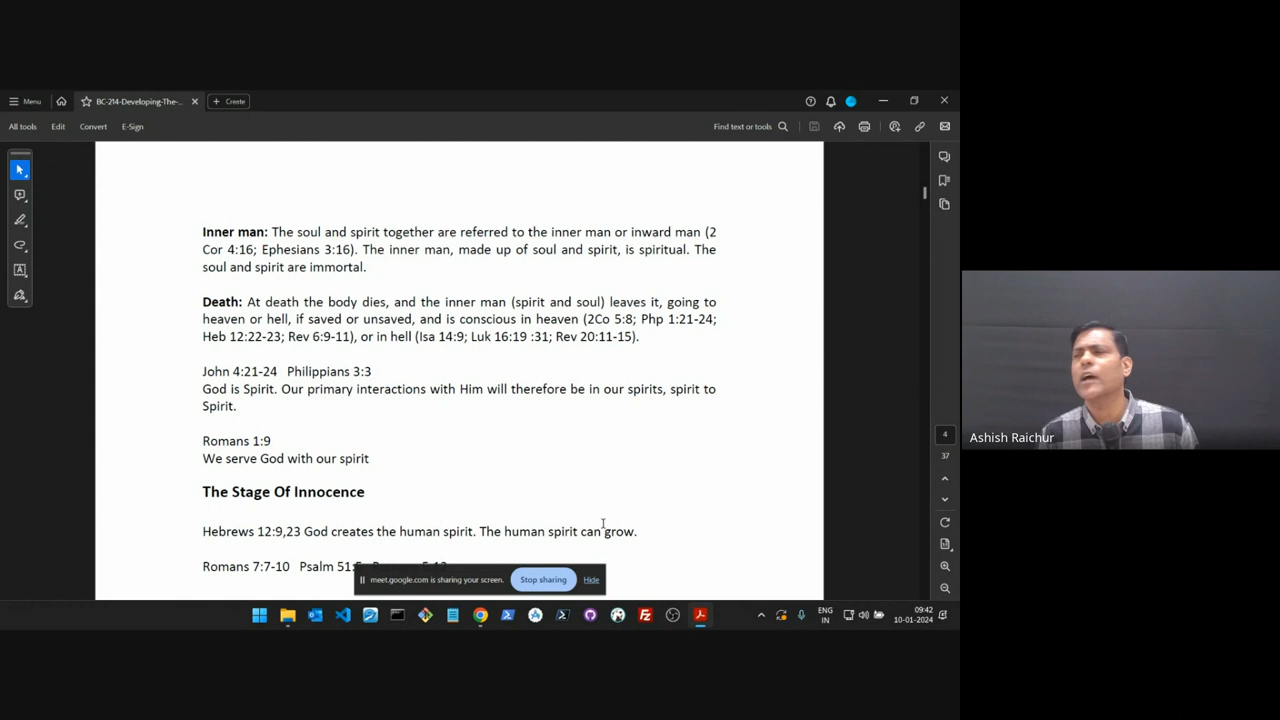 Menu
BC-214-Developing-The-...
Create
All tools
Edit
Convert
E-Sign
Find text or tools
Inner man: The soul and spirit together are referred to the inner man or inward man (2
Cor 4:16; Ephesians 3:16). The inner man, made up of soul and spirit, is spiritual. The
soul and spirit are immortal.
Death: At death the body dies, and the inner man (spirit and soul) leaves it, going to
heaven or hell, if saved or unsaved, and is conscious in heaven (2Co 5:8; Php 1:21-24;
Heb 12:22-23; Rev 6:9-11), or in hell (Isa 14:9; Luk 16:19 :31; Rev 20:11-15).
John 4:21-24 Philippians 3:3
God is Spirit. Our primary interactions with Him will therefore be in our spirits, spirit to
Spirit.
Romans 1:9
We serve God with our spirit
The Stage Of Innocence
Hebrews 12:9,23 God creates the human spirit. The human spirit can grow.
Romans 7:7-10 Psalm 51:
meet.google.com is sharing your screen.
Stop sharing
Hide
4
37
Ashish Raichur
ENG
IN
09:42
10-01-2024